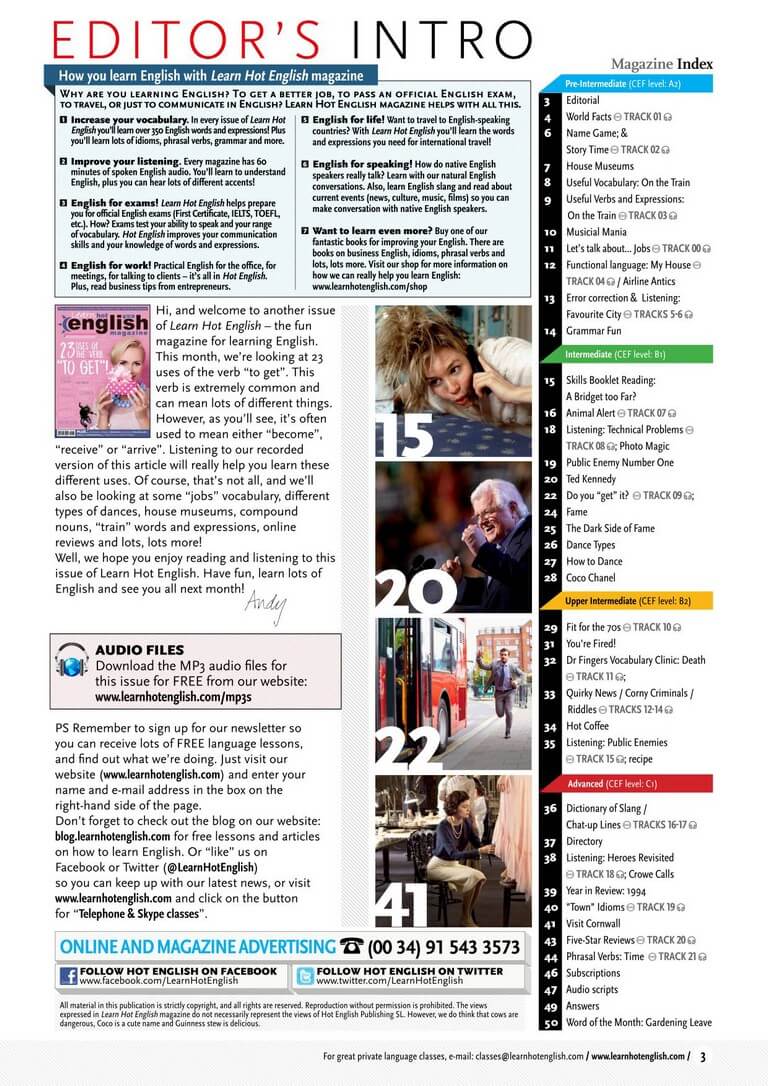 EDITOR'S INTRO
How you learn English with Learn Hot English magazine
WHY ARE YOU LEARNING ENGLISH? TO GET A BETTER JOB, TO PASS AN OFFICIAL ENGLISH EXAM,
TO TRAVEL, OR JUST TO COMMUNICATE IN ENGLISH? LEARN HOT ENGLISH MAGAZINE HELPS WITH ALL THIS.
1 Increase your vocabulary. In every issue of Learn Hot
English you'll learn over 350 English words and expressions! Plus
you'll learn lots of idioms, phrasal verbs, grammar and more.
2 Improve your listening. Every magazine has 60
minutes of spoken English audio. You'll learn to understand
English, plus you can hear lots of different accents!
3 English for exams! Learn Hot English helps prepare
you for official English exams (First Certificate, IELTS, TOEFL,
etc.). How? Exams test your ability to speak and your range
of vocabulary. Hot English improves your communication
skills and your knowledge of words and expressions.
4 English for work! Practical English for the office, for
meetings, for talking to clients – it's all in Hot English.
Plus, read business tips from entrepreneurs.
5 English for life! Want to travel to English-speaking
countries? With Learn Hot English you'll learn the words
and expressions you need for international travel!
6 English for speaking! How do native English
speakers really talk? Learn with our natural English
conversations. Also, learn English slang and read about
current events (news, culture, music, films) so you can
make conversation with native English speakers.
7 Want to learn even more? Buy one of our
fantastic books for improving your English. There are
books on business English, idioms, phrasal verbs and
lots, lots more. Visit our shop for more information on
how we can really help you learn English:
www.learnhotenglish.com/shop
english
magazine
23 USES OF
THE VERB
"TO GET"!
Hi, and welcome to another issue
of Learn Hot English – the fun
magazine for learning English.
This month, we're looking at 23
uses of the verb “to get”. This
verb is extremely common and
can mean lots of different things.
However, as you'll see, it's often
used to mean either “become”,
“receive” or “arrive”. Listening to our recorded
version of this article will really help you learn these
different uses. Of course, that's not all, and we'll
also be looking at some “jobs” vocabulary, different
types of dances, house museums, compound
nouns, “train” words and expressions, online
reviews and lots, lots more!
Well, we hope you enjoy reading and listening to this
issue of Learn Hot English. Have fun, learn lots of
English and see you all next month!
Andy
AUDIO FILES
Download the MP3 audio files for
this issue for FREE from our website:
www.learnhotenglish.com/mp3s
PS Remember to sign up for our newsletter so
you can receive lots of FREE language lessons,
and find out what we're doing. Just visit our
website (www.learnhotenglish.com) and enter your
name and e-mail address in the box on the
right-hand side of the page.
Don't forget to check out the blog on our website:
blog.learnhotenglish.com for free lessons and articles
on how to learn English. Or “like” us on
Facebook or Twitter (@LearnHotEnglish)
so you can keep up with our latest news, or visit
www.learnhotenglish.com and click on the button
for “Telephone & Skype classes”.
15
20
22
41
ONLINE AND MAGAZINE ADVERTISING ☎ (00 34) 91 543 3573
FOLLOW HOT ENGLISH ON FACEBOOK
www.facebook.com/LearnHotEnglish
FOLLOW HOT ENGLISH ON TWITTER
www.twitter.com/LearnHotEnglish
All material in this publication is strictly copyright, and all rights are reserved. Reproduction without permission is prohibited. The views
expressed in Learn Hot English magazine do not necessarily represent the views of Hot English Publishing SL. However, we do think that cows are
dangerous, Coco is a cute name and Guinness stew is delicious.
Magazine Index
Pre-Intermediate (CEF level: A2)
3 Editorial
4 World Facts TRACK 01
6 Name Game; &
Story Time TRACK 02
7 House Museums
8 Useful Vocabulary: On the Train
9 Useful Verbs and Expressions:
On the Train TRACK 03
10 Musicial Mania
11 Let's talk about... Jobs TRACK 00
12 Functional language: My House
TRACK 04 / Airline Antics
13 Error correction & Listening:
Favourite City TRACKS 5-6
14 Grammar Fun
Intermediate (CEF level: B1)
15 Skills Booklet Reading:
A Bridget too Far?
16 Animal Alert TRACK 07
18 Listening: Technical Problems
TRACK 08; Photo Magic
19 Public Enemy Number One
20 Ted Kennedy
22 Do you “get” it? TRACK 09;
24 Fame
25 The Dark Side of Fame
26 Dance Types
27 How to Dance
28 Coco Chanel
Upper Intermediate (CEF level: B2)
29 Fit for the 70s TRACK 10
31 You're Fired!
32 Dr Fingers Vocabulary Clinic: Death
TRACK 11;
33 Quirky News / Corny Criminals /
Riddles TRACKS 12-14
34 Hot Coffee
35 Listening: Public Enemies
TRACK 15; recipe
Advanced (CEF level: C1)
36 Dictionary of Slang /
Chat-up Lines TRACKS 16-17
37 Directory
38 Listening: Heroes Revisited
TRACK 18; Crowe Calls
39 Year in Review: 1994
40 "Town" Idioms TRACK 19
41 Visit Cornwall
43 Five-Star Reviews TRACK 20
44 Phrasal Verbs: Time TRACK 21
46 Subscriptions
47 Audio scripts
49 Answers
50 Word of the Month: Gardening Leave
For great private language classes, e-mail: classes@learnhotenglish.com / www.learnhotenglish.com / 3